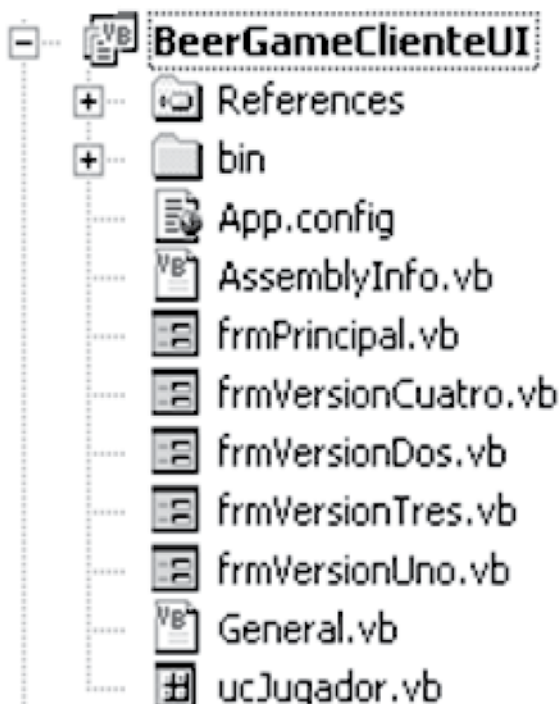 BeerGameClienteUI
References
bin
App.config
AssemblyInfo.vb
frmPrincipal.vb
frmVersionCuatro.vb
frmVersionDos.vb
frmVersionTres.vb
frmVersionUno.vb
General.vb
ucJugador.vb